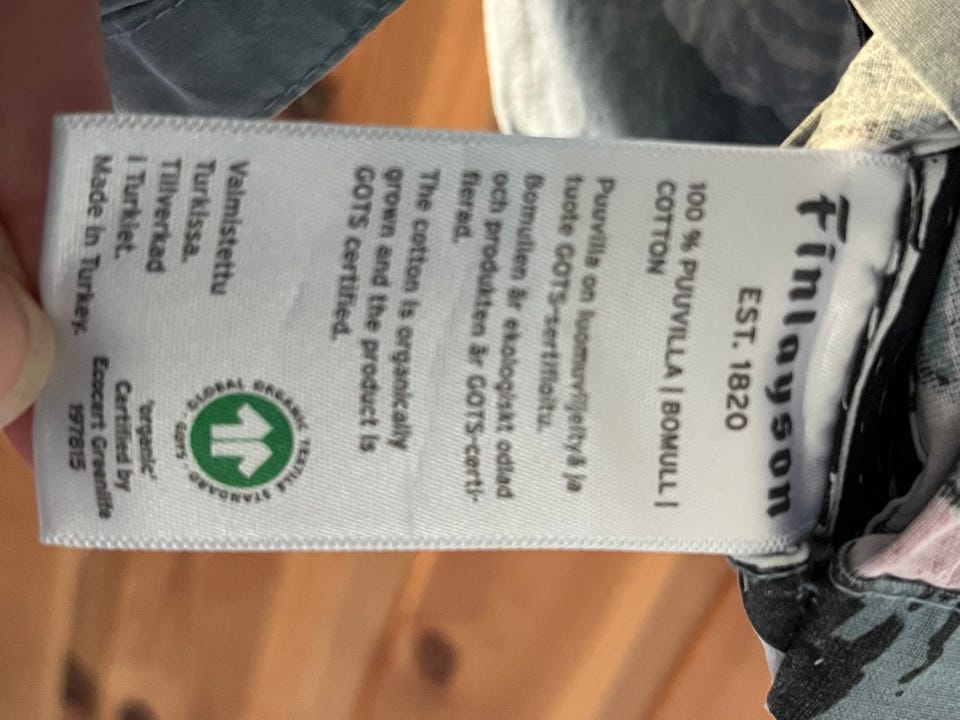 Finlayson
EST. 1820
100 % PUUVILLA | BOMULL |
COTTON
Puuvilla on luomuviljeltyä ja
tuote GOTS-sertifioitu.
Bomullen är ekologiskt odlad
och produkten är GOTS-certi-
fierad.
The cotton is organically
grown and the product is
GOTS certified.
Valmistettu
Turkissa.
Tillverkad
i Turkiet.
Made in Turkey.
GLOBAL ORGANIC TEXTILE STANDARD · GOTS ·
'organic'
Certified by
Ecocert Greenlife
197815